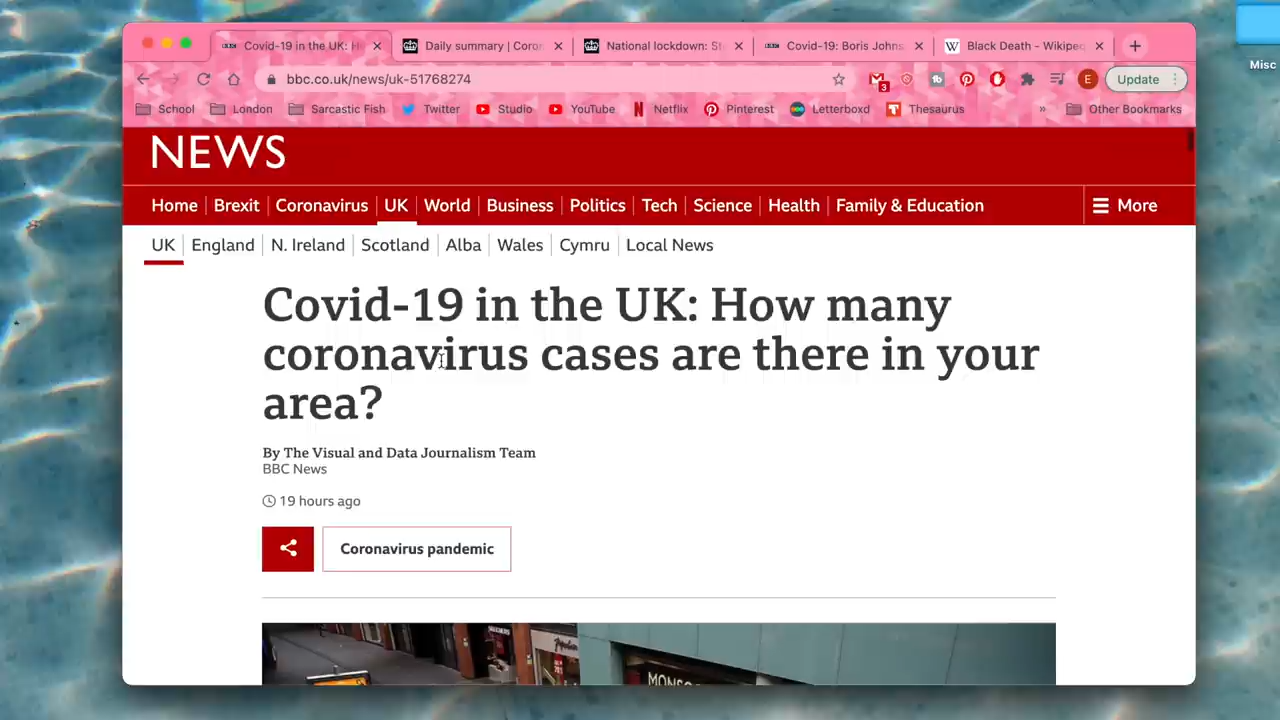 Covid-19 in the UK: H
Daily summary | Coron
National lockdown: St
Covid-19: Boris Johns
W Black Death - Wikipe
Misc
bbc.co.uk/news/uk-51768274
3
E
Update
School London Sarcastic Fish Twitter Studio YouTube Netflix Pinterest Letterboxd Thesaurus » Other Bookmarks
NEWS
Home Brexit Coronavirus UK World Business Politics Tech Science Health Family & Education More
UK England N. Ireland Scotland Alba Wales Cymru Local News
Covid-19 in the UK: How many
coronavirus cases are there in your
area?
By The Visual and Data Journalism Team
BBC News
19 hours ago
Coronavirus pandemic
MONSO